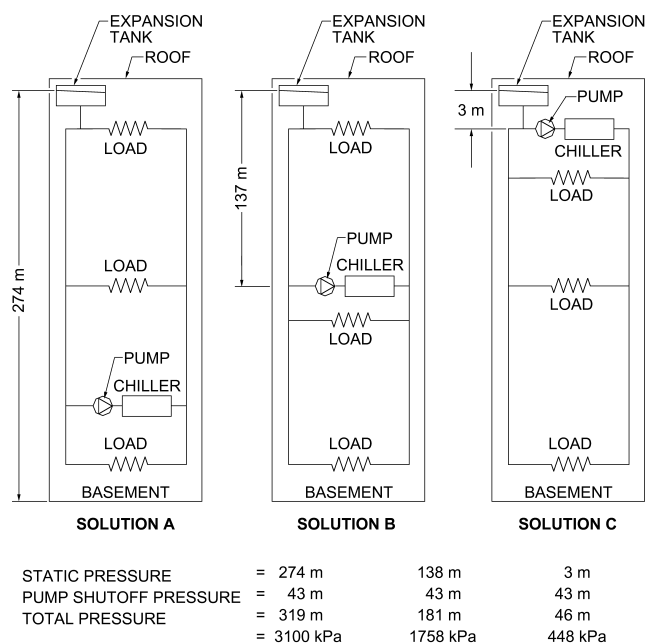 EXPANSION
TANK
ROOF
274 m
LOAD
LOAD
PUMP
CHILLER
LOAD
BASEMENT
SOLUTION A
EXPANSION
TANK
ROOF
137 m
LOAD
PUMP
CHILLER
LOAD
LOAD
BASEMENT
SOLUTION B
EXPANSION
TANK
ROOF
3 m
PUMP
CHILLER
LOAD
LOAD
LOAD
BASEMENT
SOLUTION C
STATIC PRESSURE = 274 m 138 m 3 m
PUMP SHUTOFF PRESSURE = 43 m 43 m 43 m
TOTAL PRESSURE = 319 m 181 m 46 m
= 3100 kPa 1758 kPa 448 kPa